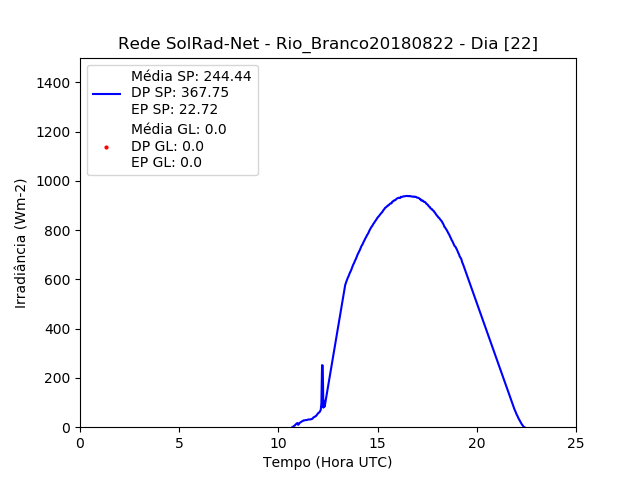 Rede SolRad-Net - Rio_Branco20180822 - Dia [22]
Média SP: 244.44
DP SP: 367.75
EP SP: 22.72
Média GL: 0.0
DP GL: 0.0
EP GL: 0.0
1400
1200
1000
800
600
400
200
0
Irradiância (Wm-2)
0 5 10 15 20 25
Tempo (Hora UTC)